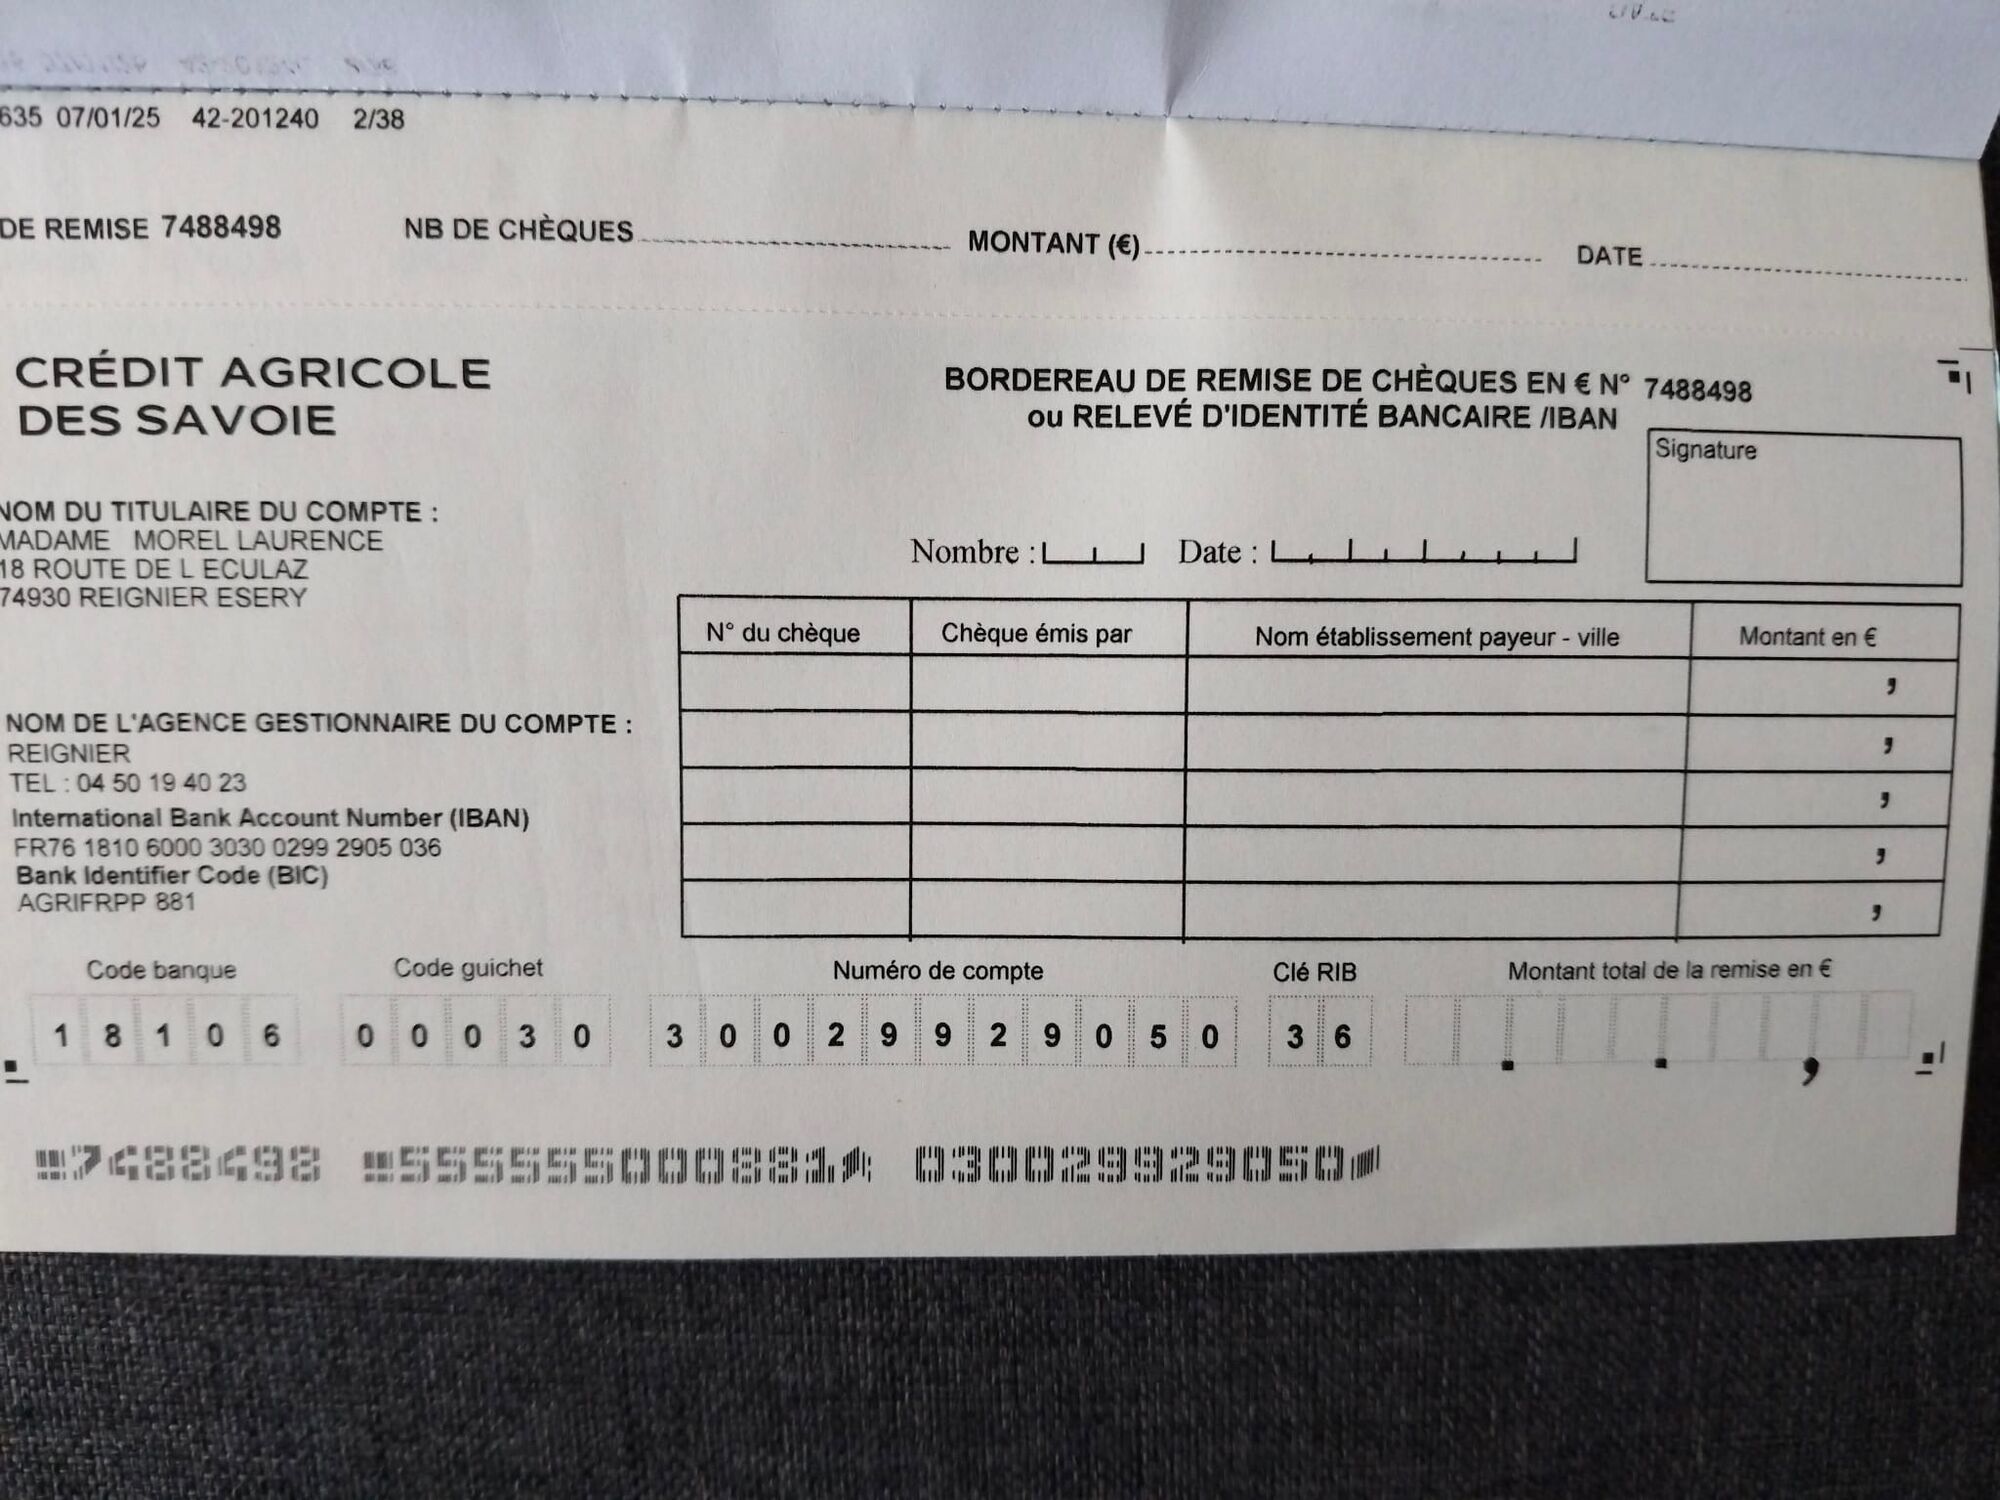 635 07/01/25 42-201240 2/38
DE REMISE 7488498 NB DE CHÈQUES MONTANT (€) DATE
CRÉDIT AGRICOLE
DES SAVOIE
BORDEREAU DE REMISE DE CHÈQUES EN € N° 7488498
ou RELEVÉ D'IDENTITÉ BANCAIRE /IBAN
Signature
NOM DU TITULAIRE DU COMPTE :
MADAME MOREL LAURENCE
18 ROUTE DE L ECULAZ
74930 REIGNIER ESERY
Nombre : Date :
N° du chèque Chèque émis par Nom établissement payeur - ville Montant en €
,
,
,
,
,
NOM DE L'AGENCE GESTIONNAIRE DU COMPTE :
REIGNIER
TEL : 04 50 19 40 23
International Bank Account Number (IBAN)
FR76 1810 6000 3030 0299 2905 036
Bank Identifier Code (BIC)
AGRIFRPP 881
Code banque Code guichet Numéro de compte Clé RIB Montant total de la remise en €
1 8 1 0 6 0 0 0 3 0 3 0 0 2 9 9 2 9 0 5 0 3 6 . . ,
7488498 555555000881 030029929050